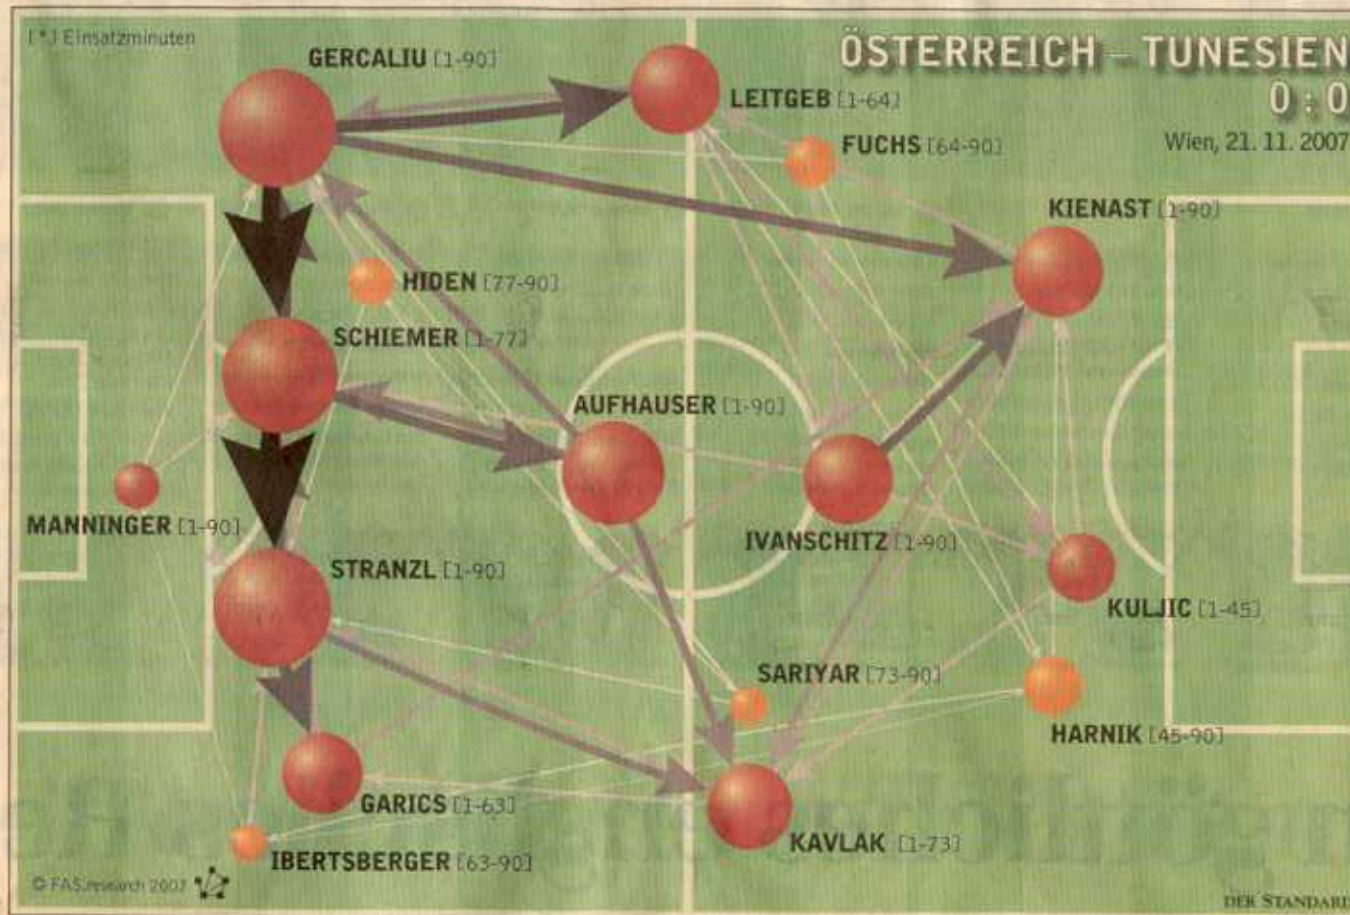 [*] Einsatzminuten
ÖSTERREICH – TUNESIEN
0 : 0
Wien, 21. 11. 2007
GERCALIU [1-90]
LEITGEB [1-64]
FUCHS [64-90]
KIENAST [1-90]
HIDEN [77-90]
SCHIEMER [1-77]
AUFHAUSER [1-90]
MANNINGER [1-90]
IVANSCHITZ [1-90]
STRANZL [1-90]
KULJIC [1-45]
SARIYAR [73-90]
HARNIK [45-90]
GARICS [1-63]
KAVLAK [1-73]
IBERTSBERGER [63-90]
© FAS.research 2007
DER STANDARD